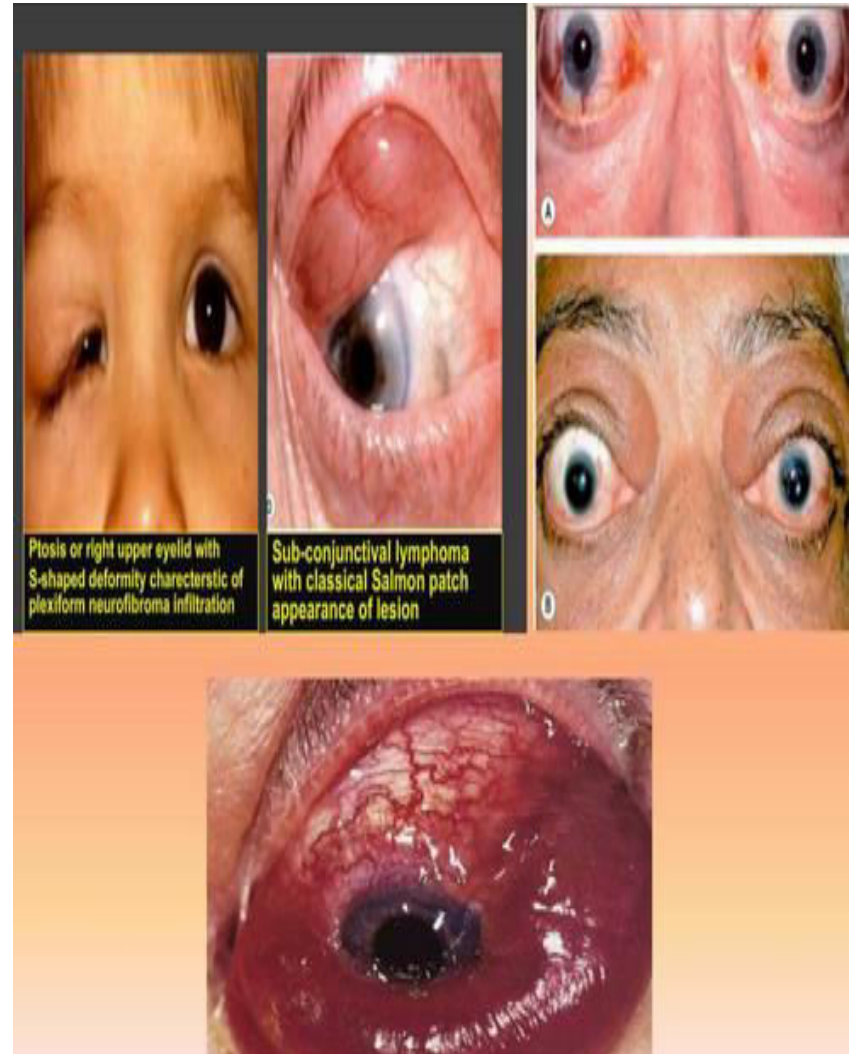 Ptosis or right upper eyelid with
S-shaped deformity charecterstic of
plexiform neurofibroma infiltration
Sub-conjunctival lymphoma
with classical Salmon patch
appearance of lesion
A
B